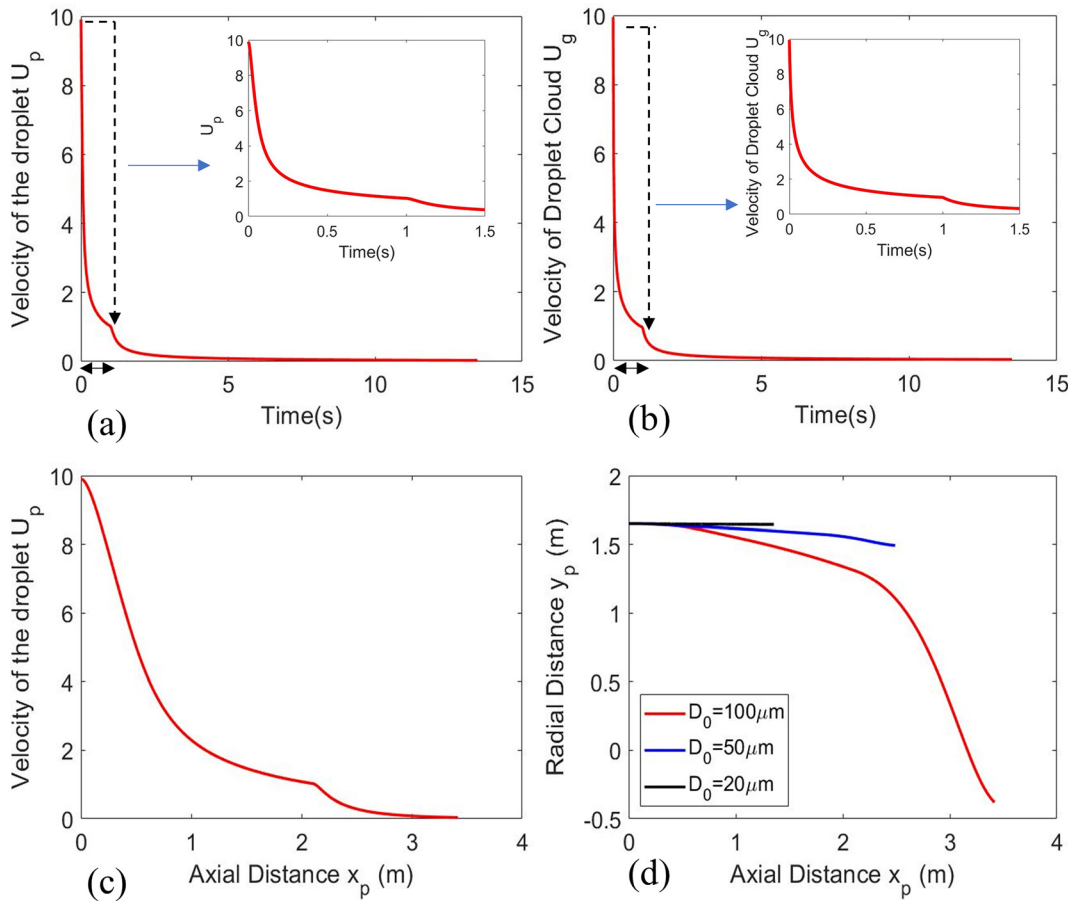 Velocity of the droplet U_p
10
8
6
4
2
0
0 5 10 15
Time(s)
(a)
U_p
10
8
6
4
2
0
0 0.5 1 1.5
Time(s)
Velocity of Droplet Cloud U_g
10
8
6
4
2
0
0 5 10 15
Time(s)
(b)
Velocity of Droplet Cloud U_g
10
8
6
4
2
0
0 0.5 1 1.5
Time(s)
Velocity of the droplet U_p
10
8
6
4
2
0
0 1 2 3 4
Axial Distance x_p (m)
(c)
Radial Distance y_p (m)
2
1.5
1
0.5
0
-0.5
D_0=100μm
D_0=50μm
D_0=20μm
0 1 2 3 4
Axial Distance x_p (m)
(d)